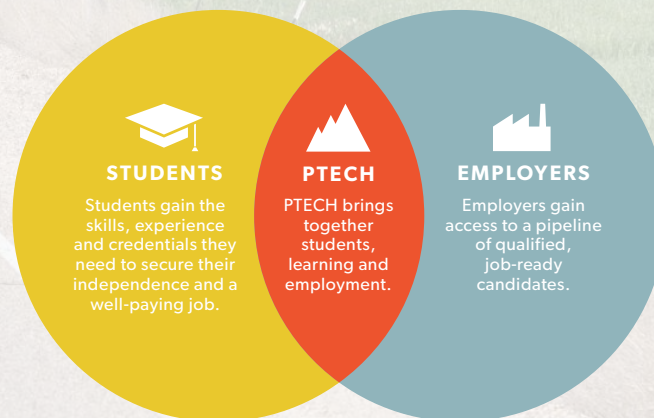 STUDENTS
Students gain the
skills, experience
and credentials they
need to secure their
independence and a
well-paying job.
PTECH
PTECH brings
together
students,
learning and
employment.
EMPLOYERS
Employers gain
access to a pipeline
of qualified,
job-ready
candidates.